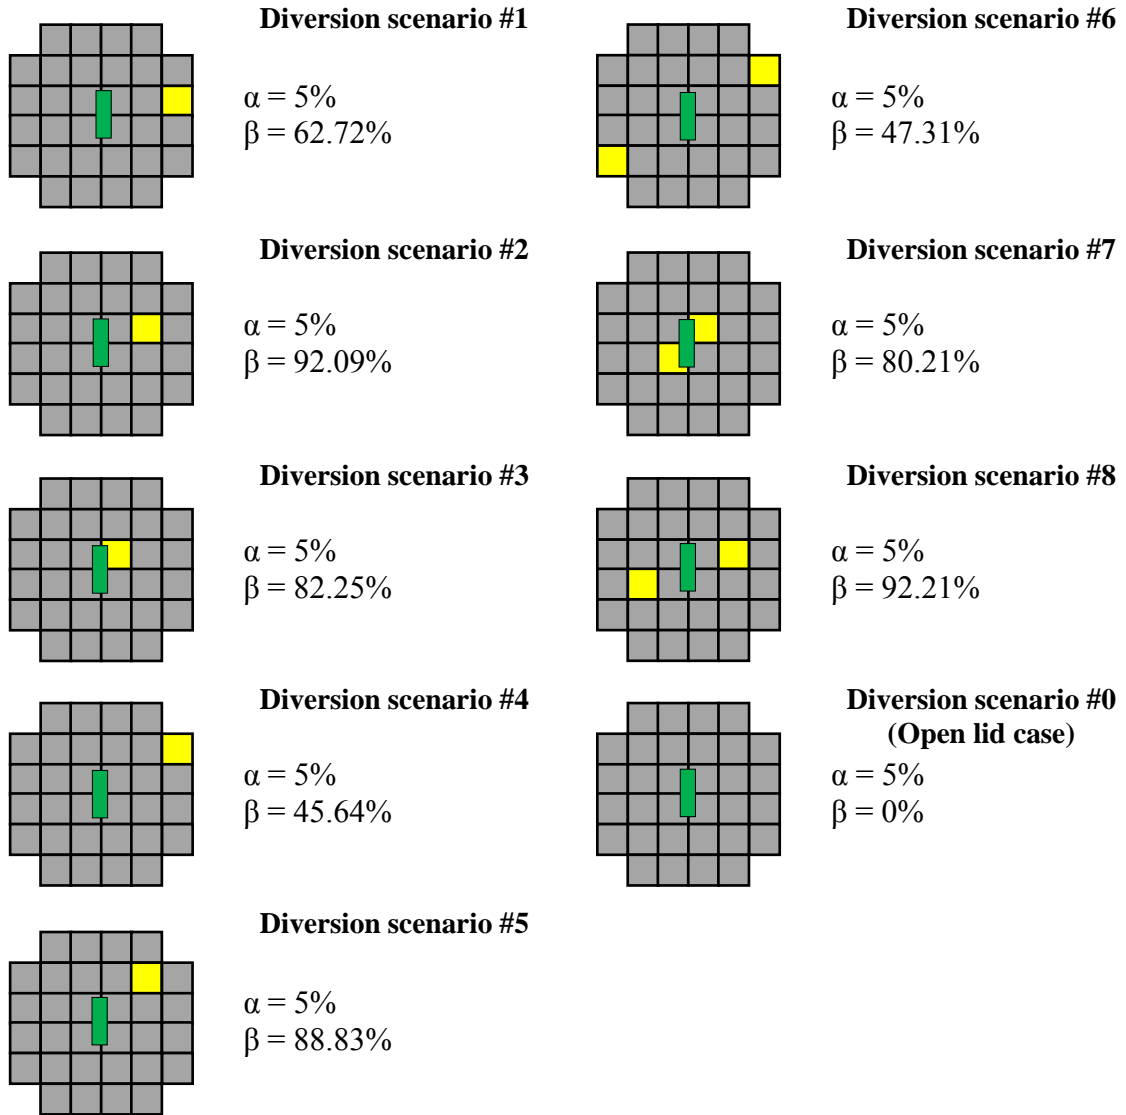 Diversion scenario #1
α = 5%
β = 62.72%
Diversion scenario #2
α = 5%
β = 92.09%
Diversion scenario #3
α = 5%
β = 82.25%
Diversion scenario #4
α = 5%
β = 45.64%
Diversion scenario #5
α = 5%
β = 88.83%
Diversion scenario #6
α = 5%
β = 47.31%
Diversion scenario #7
α = 5%
β = 80.21%
Diversion scenario #8
α = 5%
β = 92.21%
Diversion scenario #0
(Open lid case)
α = 5%
β = 0%